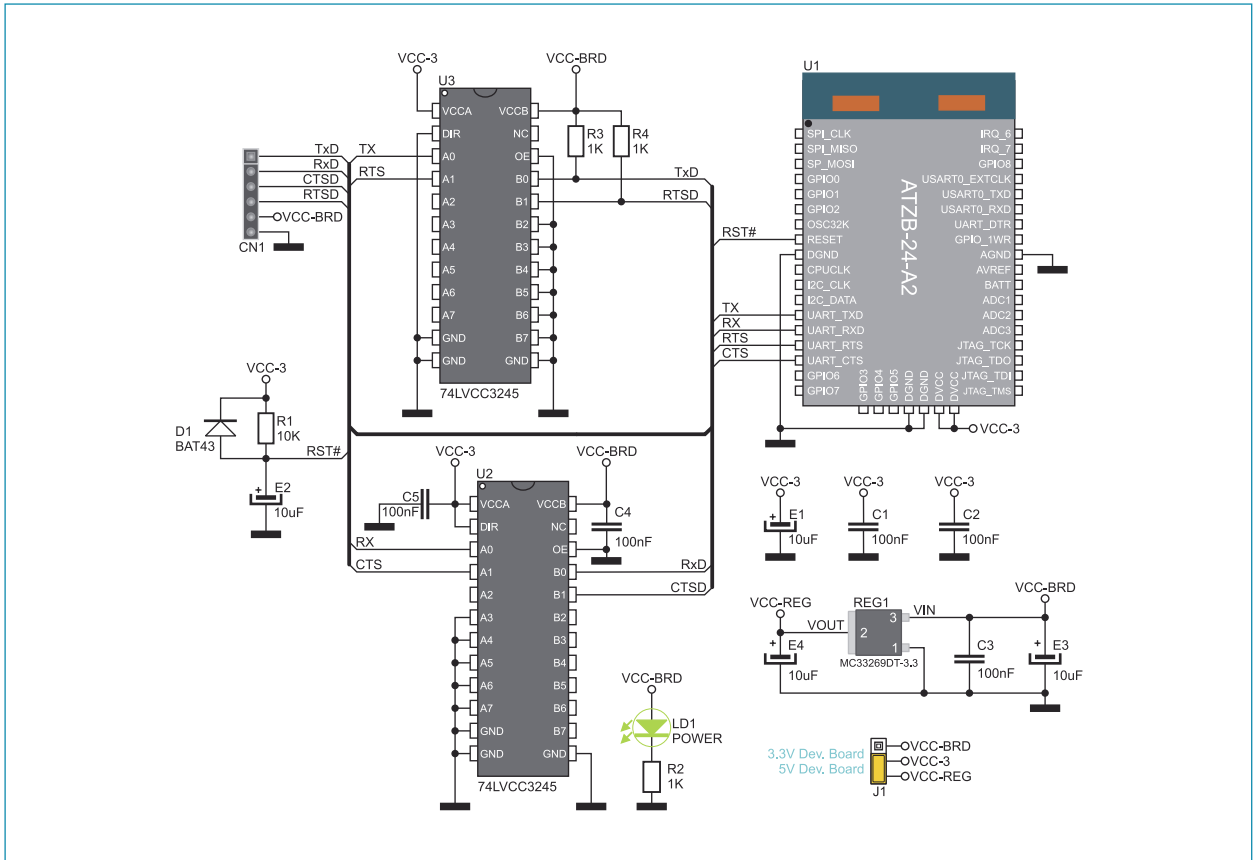 VCC-3
U3
VCC-BRD
VCCA VCCB
DIR NC
A0 OE
A1 B0
A2 B1
A3 B2
A4 B3
A5 B4
A6 B5
A7 B6
GND B7
GND GND
74LVCC3245
R3
1K
R4
1K
TxD
RTSD
TX
RTS
TxD
RxD
CTSD
RTSD
VCC-BRD
CN1
U1
ATZB-24-A2
SPI_CLK IRQ_6
SPI_MISO IRQ_7
SP_MOSI GPIO8
GPIO0 USART0_EXTCLK
GPIO1 USART0_TXD
GPIO2 USART0_RXD
OSC32K UART_DTR
RESET GPIO_1WR
DGND AGND
CPUCLK AVREF
I2C_CLK BATT
I2C_DATA ADC1
UART_TXD ADC2
UART_RXD ADC3
UART_RTS JTAG_TCK
UART_CTS JTAG_TDO
GPIO6 JTAG_TDI
GPIO7 JTAG_TMS
GPIO3
GPIO4
GPIO5
DGND
DGND
DVCC
DVCC
VCC-3
RST#
TX
RX
RTS
CTS
VCC-3
D1
BAT43
R1
10K
RST#
+
E2
10uF
VCC-3
U2
VCC-BRD
C5
100nF
C4
100nF
VCCA VCCB
DIR NC
A0 OE
A1 B0
A2 B1
A3 B2
A4 B3
A5 B4
A6 B5
A7 B6
GND B7
GND GND
74LVCC3245
RX
CTS
RxD
CTSD
VCC-BRD
LD1
POWER
R2
1K
VCC-3
+
E1
10uF
VCC-3
C1
100nF
VCC-3
C2
100nF
VCC-REG
REG1
VCC-BRD
VOUT
VIN
2
3
1
MC33269DT-3.3
+
E4
10uF
C3
100nF
+
E3
10uF
3.3V Dev. Board
5V Dev. Board
VCC-BRD
VCC-3
VCC-REG
J1